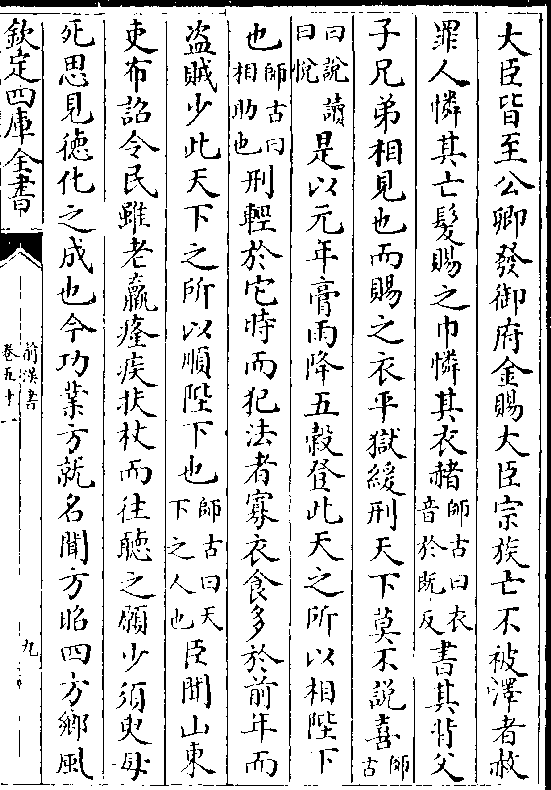 大臣皆至公卿發御府金賜大臣宗族亡不被澤者赦
罪人憐其亡髮賜之巾憐其衣赭師古曰衣音於既反書其背父
子兄弟相見也而賜之衣平獄緩刑天下莫不說喜師古
曰說讀曰悅是以元年膏雨降五穀登此天之所以相陛下
也師古曰相助也刑輕於它時而犯法者寡衣食多於前年而
盜賊少此天下之所以順陛下也師古曰天下之人也臣聞山東
吏布詔令民雖老羸癃疾扶杖而往聽之願少須臾毋
死思見德化之成也今功業方就名聞方昭四方鄉風
欽定四庫全書
前漢書
卷五十一
九